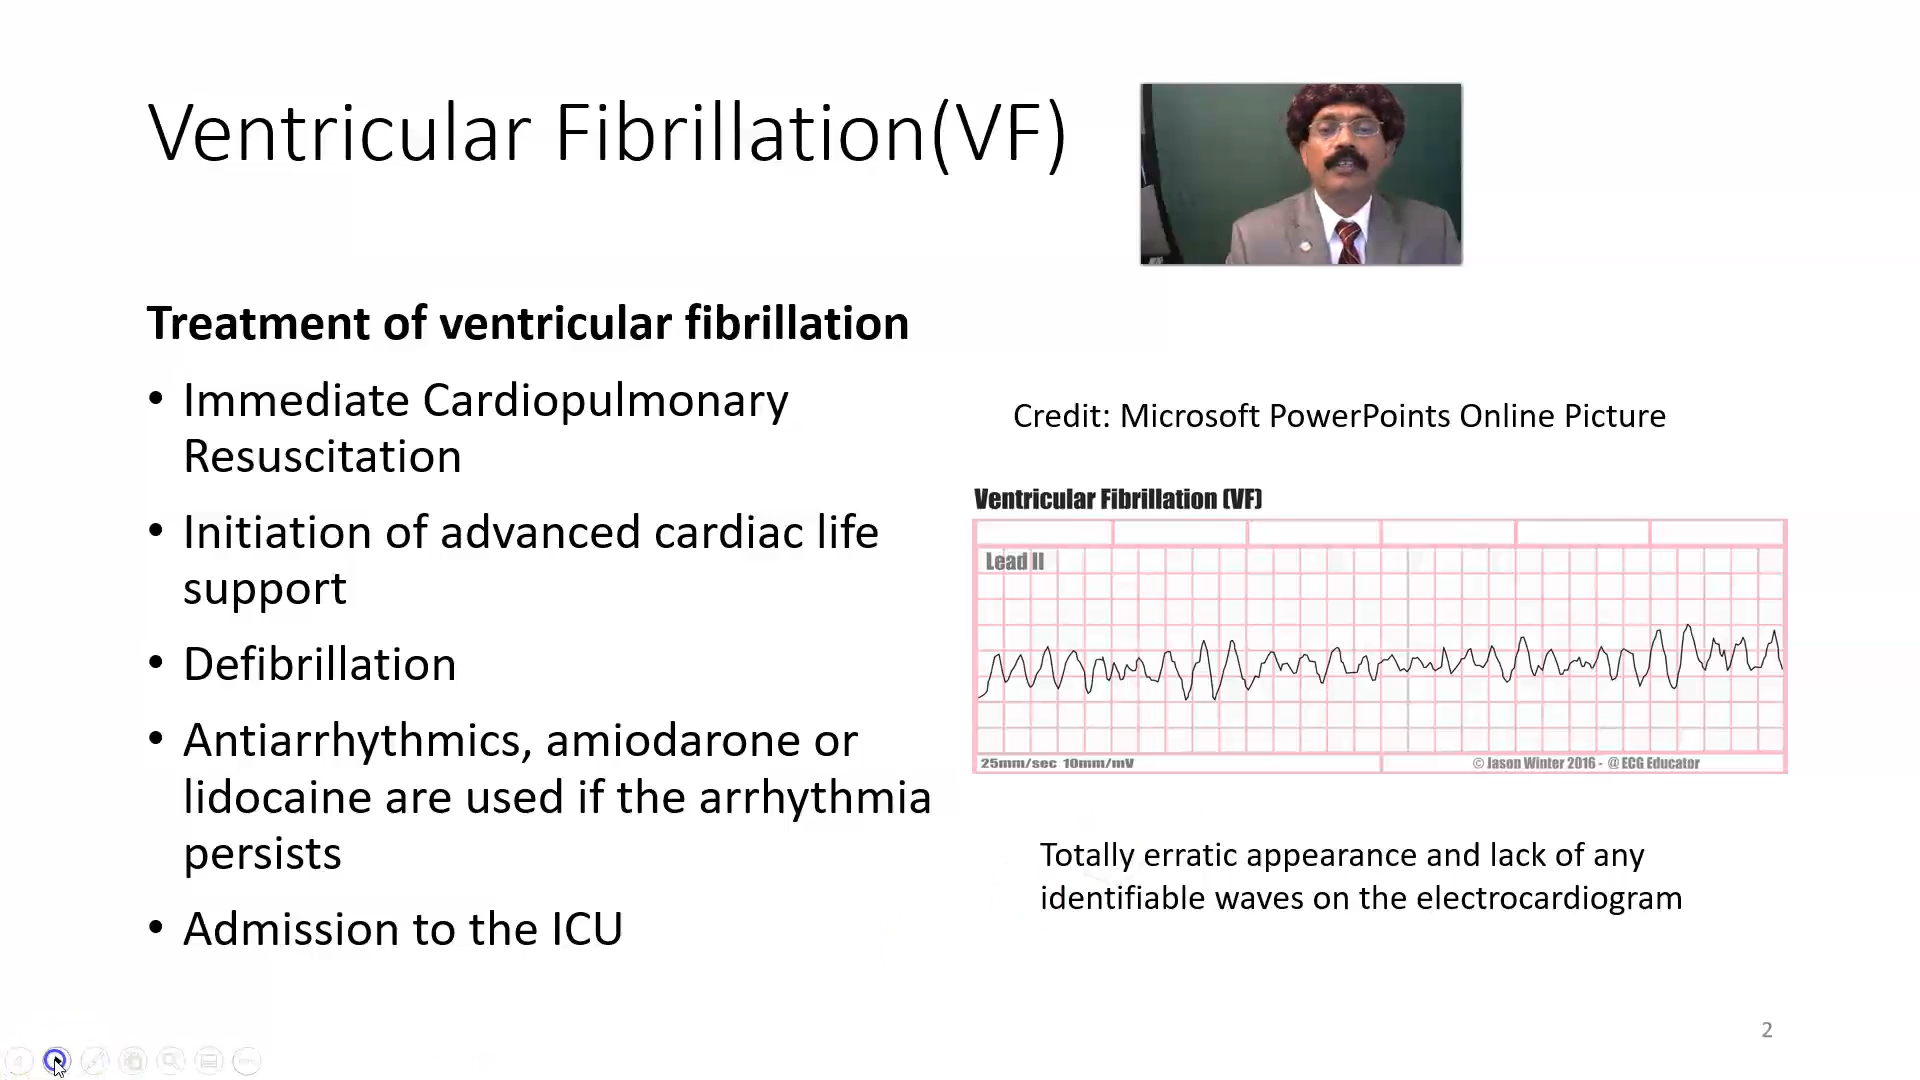 Ventricular Fibrillation(VF)
Treatment of ventricular fibrillation
• Immediate Cardiopulmonary
Resuscitation
• Initiation of advanced cardiac life
support
• Defibrillation
• Antiarrhythmics, amiodarone or
lidocaine are used if the arrhythmia
persists
• Admission to the ICU
Credit: Microsoft PowerPoints Online Picture
Ventricular Fibrillation (VF)
Lead II
25mm/sec 10mm/mV
© Jason Winter 2016 - @ ECG Educator
Totally erratic appearance and lack of any
identifiable waves on the electrocardiogram
2